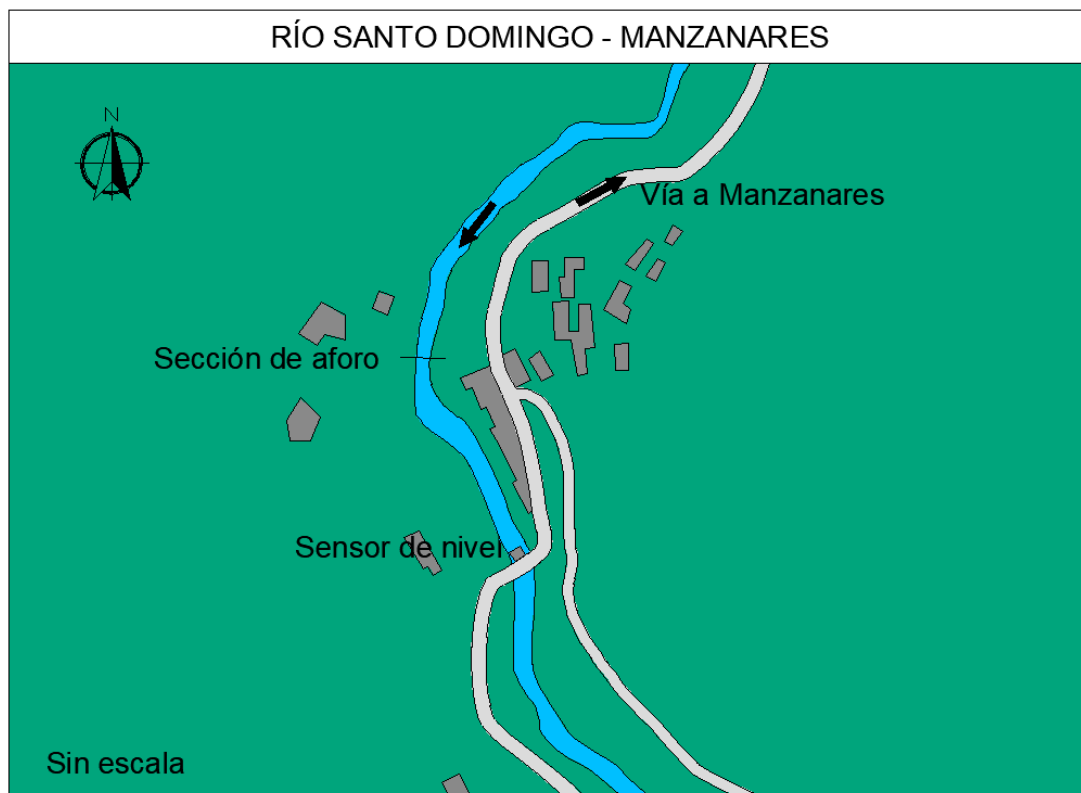 RÍO SANTO DOMINGO - MANZANARES
N
Vía a Manzanares
Sección de aforo
Sensor de nivel
Sin escala